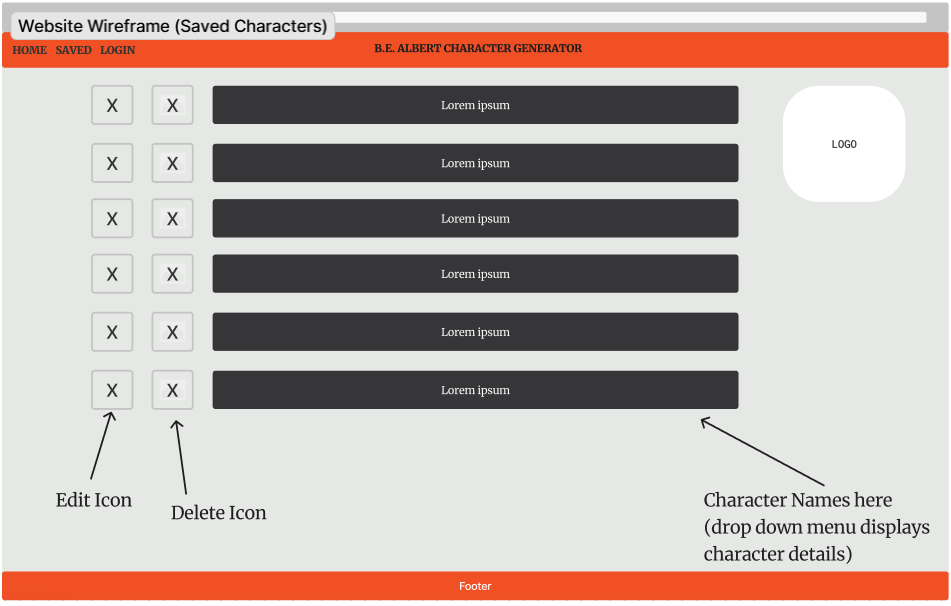 Website Wireframe (Saved Characters)
HOME SAVED LOGIN
B.E. ALBERT CHARACTER GENERATOR
X X Lorem ipsum
LOGO
X X Lorem ipsum
X X Lorem ipsum
X X Lorem ipsum
X X Lorem ipsum
X X Lorem ipsum
Edit Icon
Delete Icon
Character Names here
(drop down menu displays
character details)
Footer